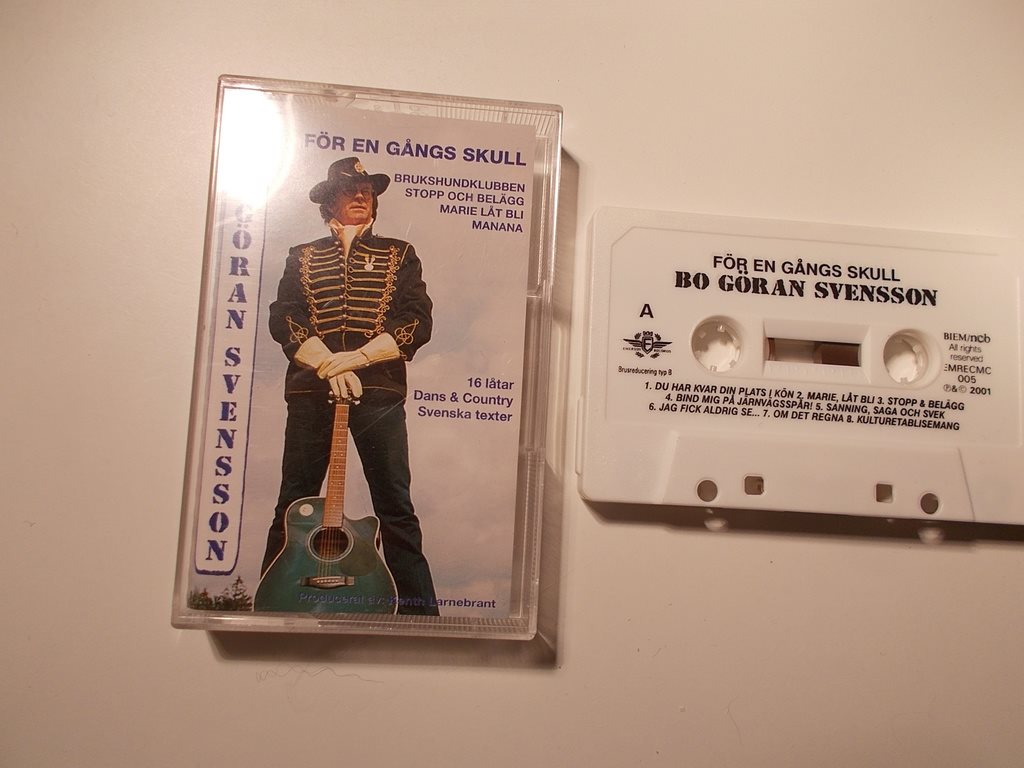 FÖR EN GÅNGS SKULL
BRUKSHUNDKLUBBEN
STOPP OCH BELÄGG
MARIE LÅT BLI
MANANA
GÖRAN SVENSSON
16 låtar
Dans & Country
Svenska texter
Producerat av: Kenth Larnebrant
FÖR EN GÅNGS SKULL
BO GÖRAN SVENSSON
A
Brusreducering typ B
BIEM/ncb
All rights
reserved
EMRECMC
005
℗&© 2001
1. DU HAR KVAR DIN PLATS I KÖN 2. MARIE, LÅT BLI 3. STOPP & BELÄGG
4. BIND MIG PÅ JÄRNVÄGSSPÅR! 5. SANNING, SAGA OCH SVEK
6. JAG FICK ALDRIG SE... 7. OM DET REGNA 8. KULTURETABLISEMANG